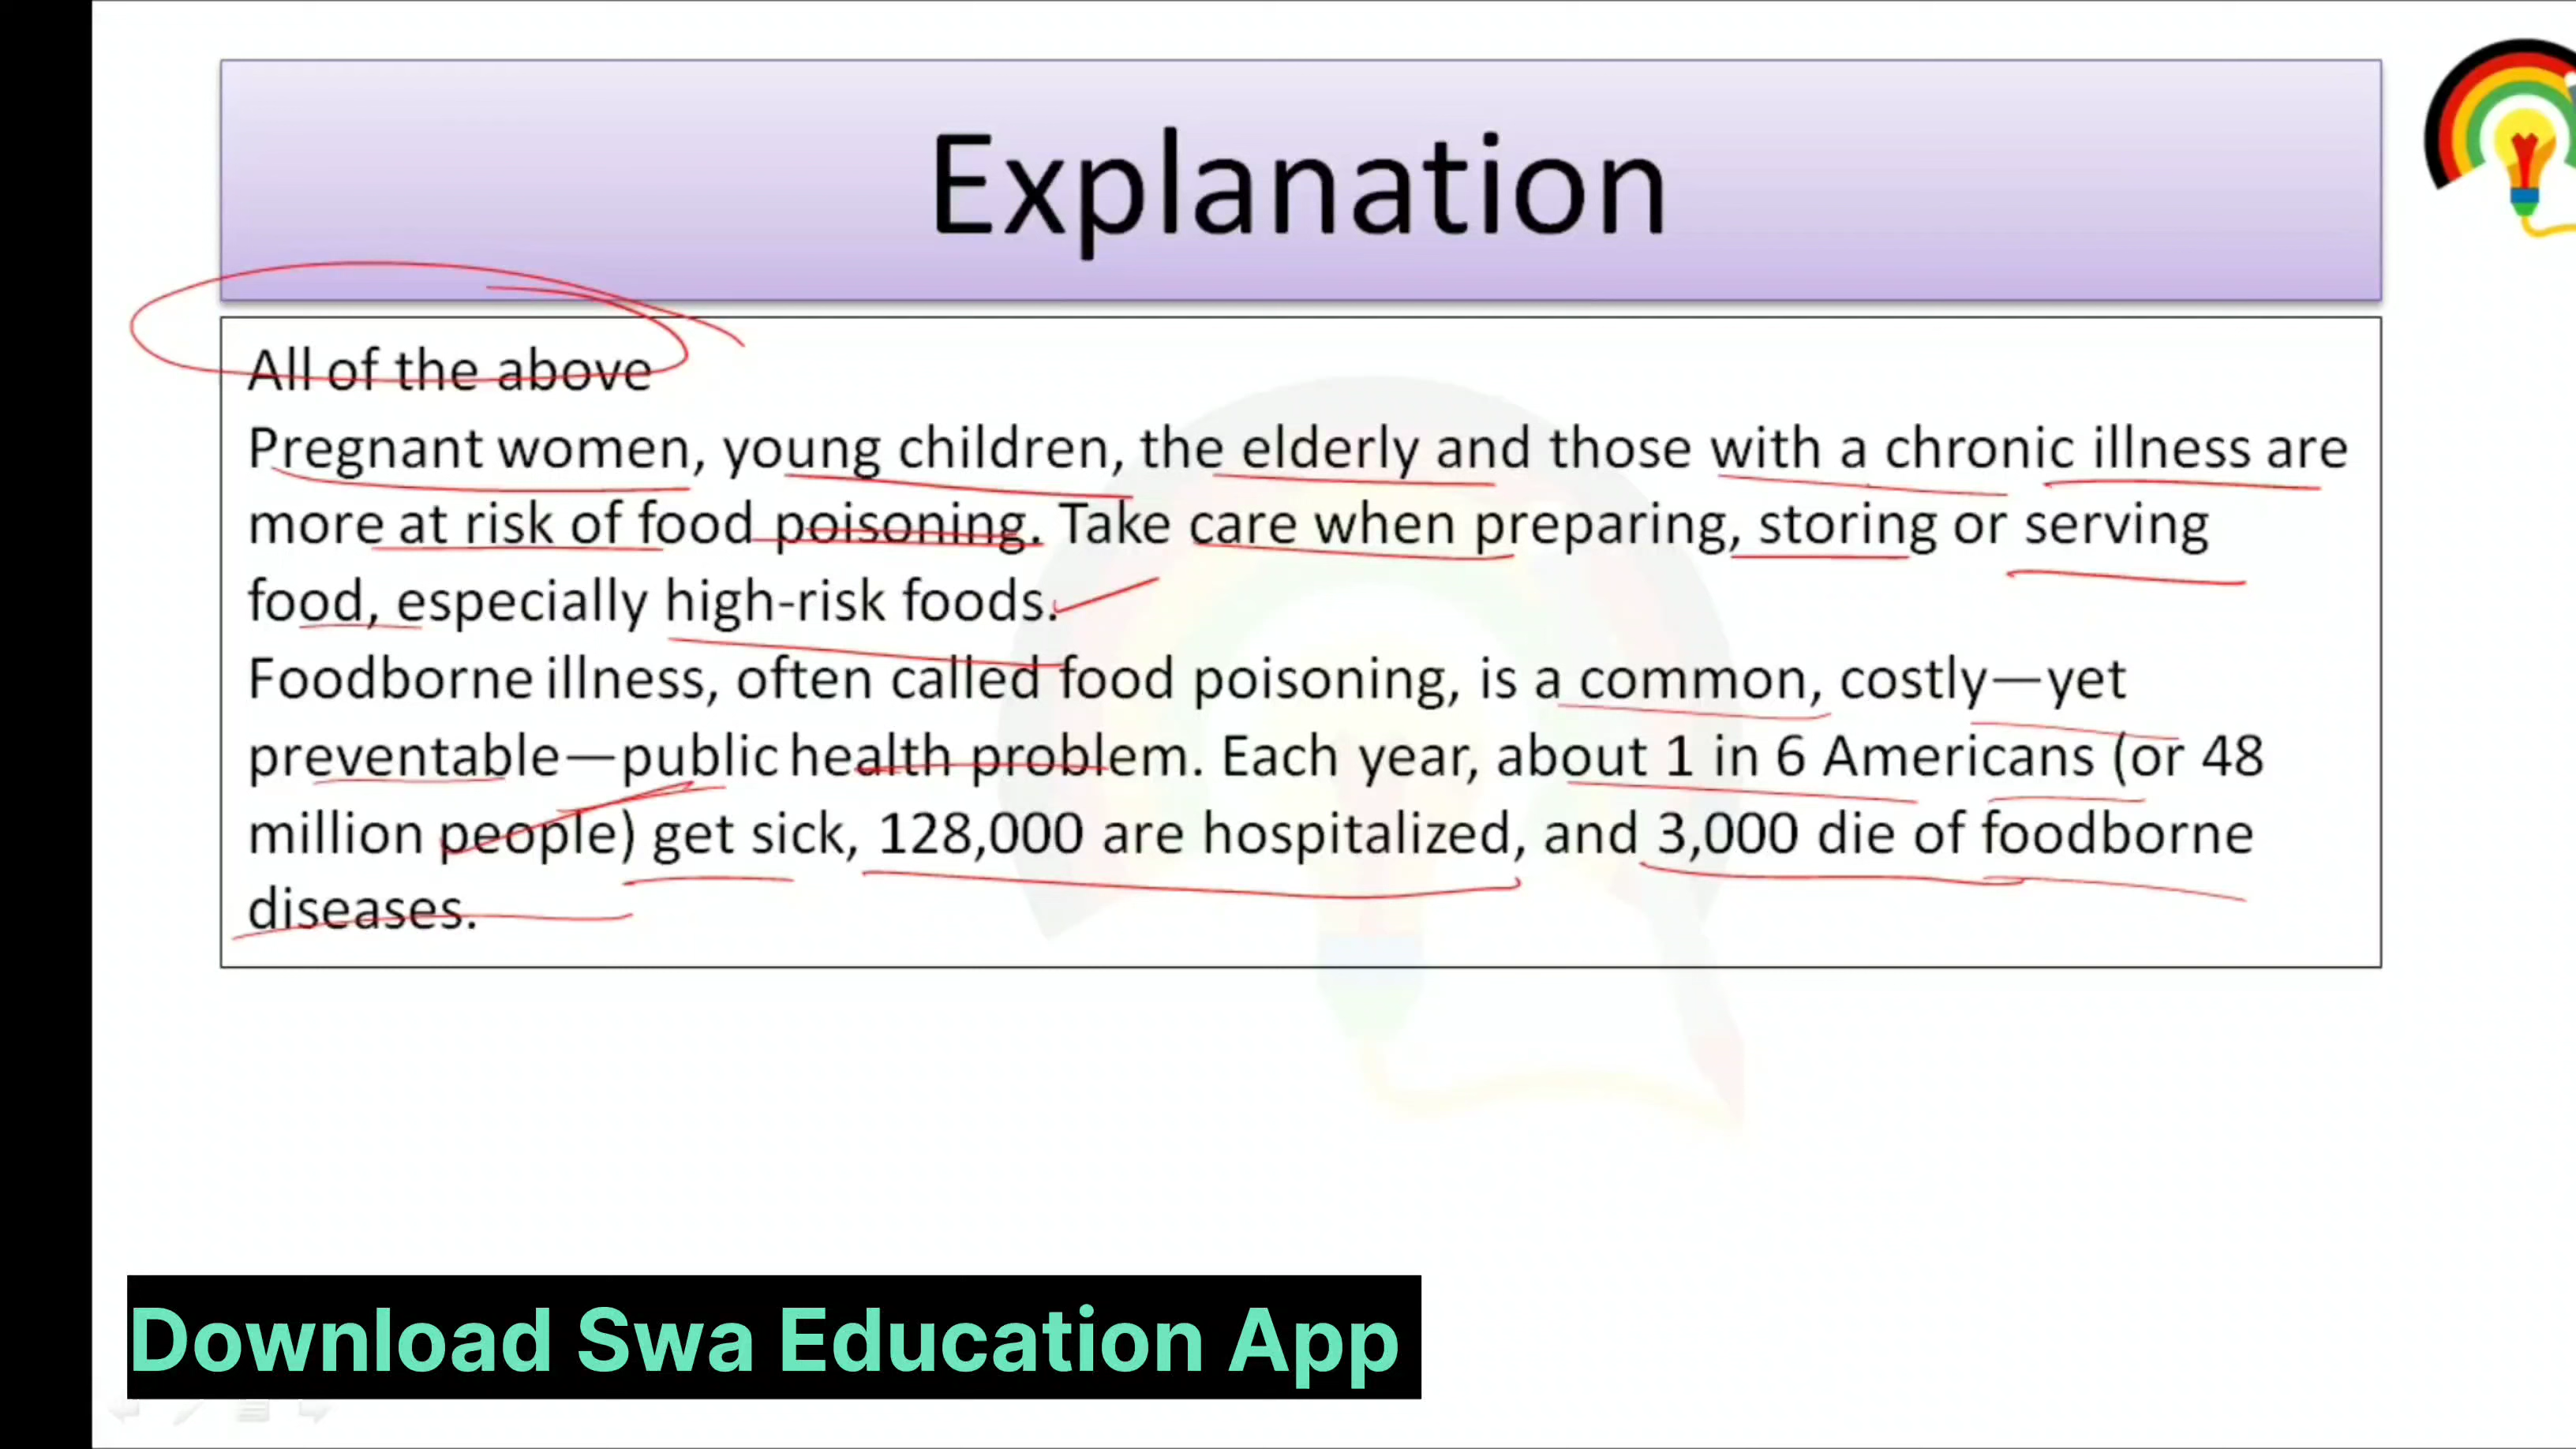 Explanation
All of the above
Pregnant women, young children, the elderly and those with a chronic illness are
more at risk of food poisoning. Take care when preparing, storing or serving
food, especially high-risk foods.
Foodborne illness, often called food poisoning, is a common, costly—yet
preventable—public health problem. Each year, about 1 in 6 Americans (or 48
million people) get sick, 128,000 are hospitalized, and 3,000 die of foodborne
diseases.
Download Swa Education App